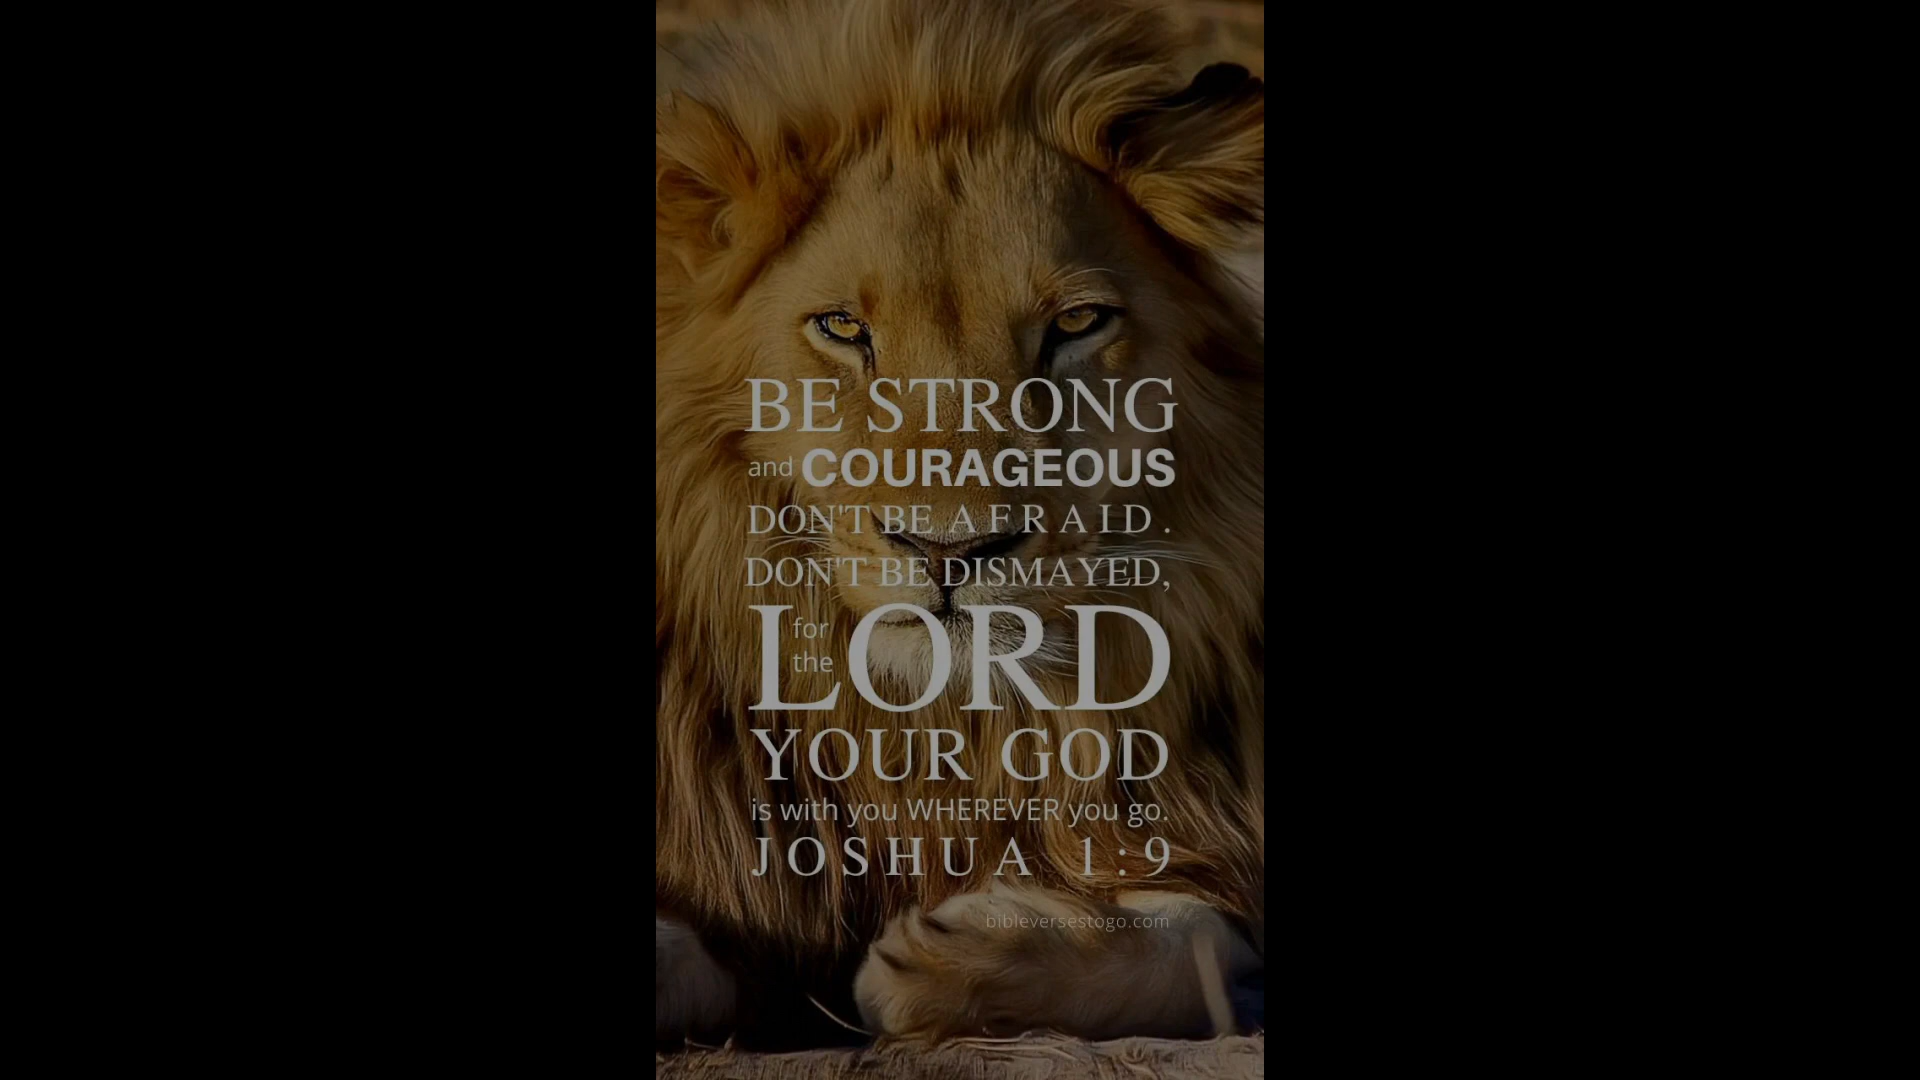 BE STRONG
and COURAGEOUS
DON'T BE AFRAID.
DON'T BE DISMAYED,
for the LORD
YOUR GOD
is with you WHEREVER you go.
JOSHUA 1:9
bibleversestogo.com